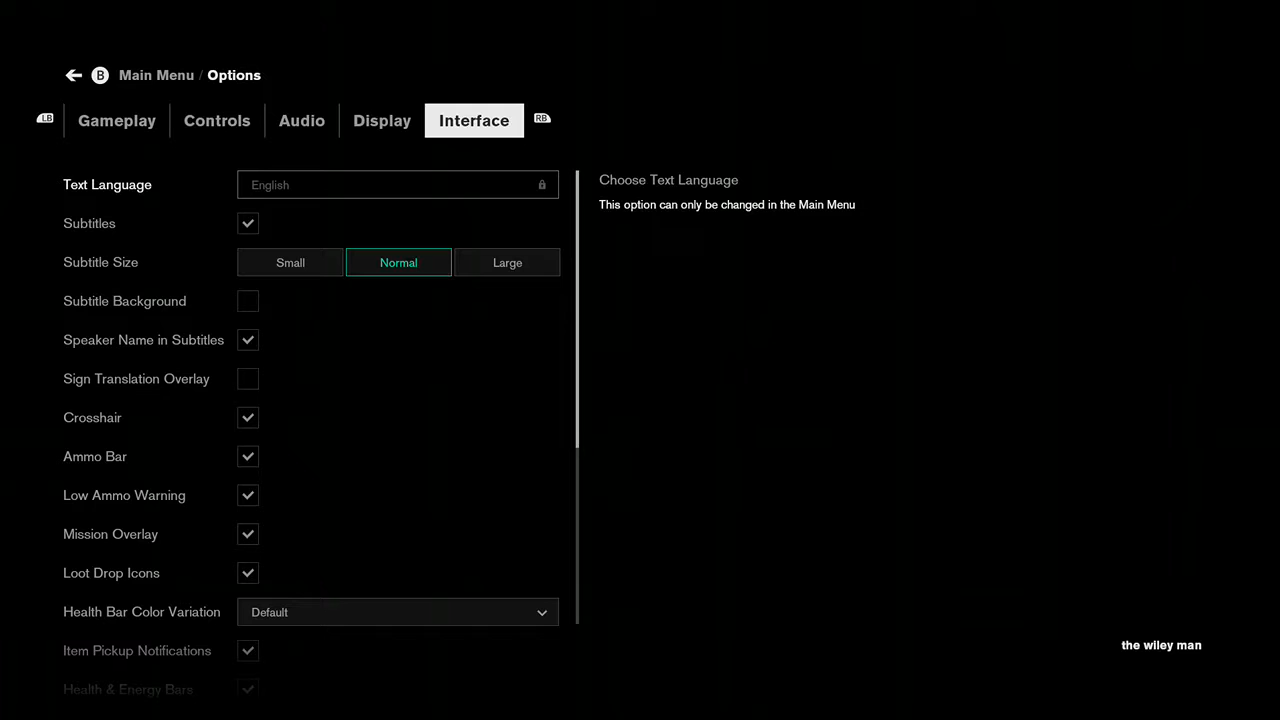 B Main Menu / Options
LB Gameplay Controls Audio Display Interface RB
Text Language English
Choose Text Language
This option can only be changed in the Main Menu
Subtitles
Subtitle Size Small Normal Large
Subtitle Background
Speaker Name in Subtitles
Sign Translation Overlay
Crosshair
Ammo Bar
Low Ammo Warning
Mission Overlay
Loot Drop Icons
Health Bar Color Variation Default
Item Pickup Notifications
the wiley man
Health & Energy Bars